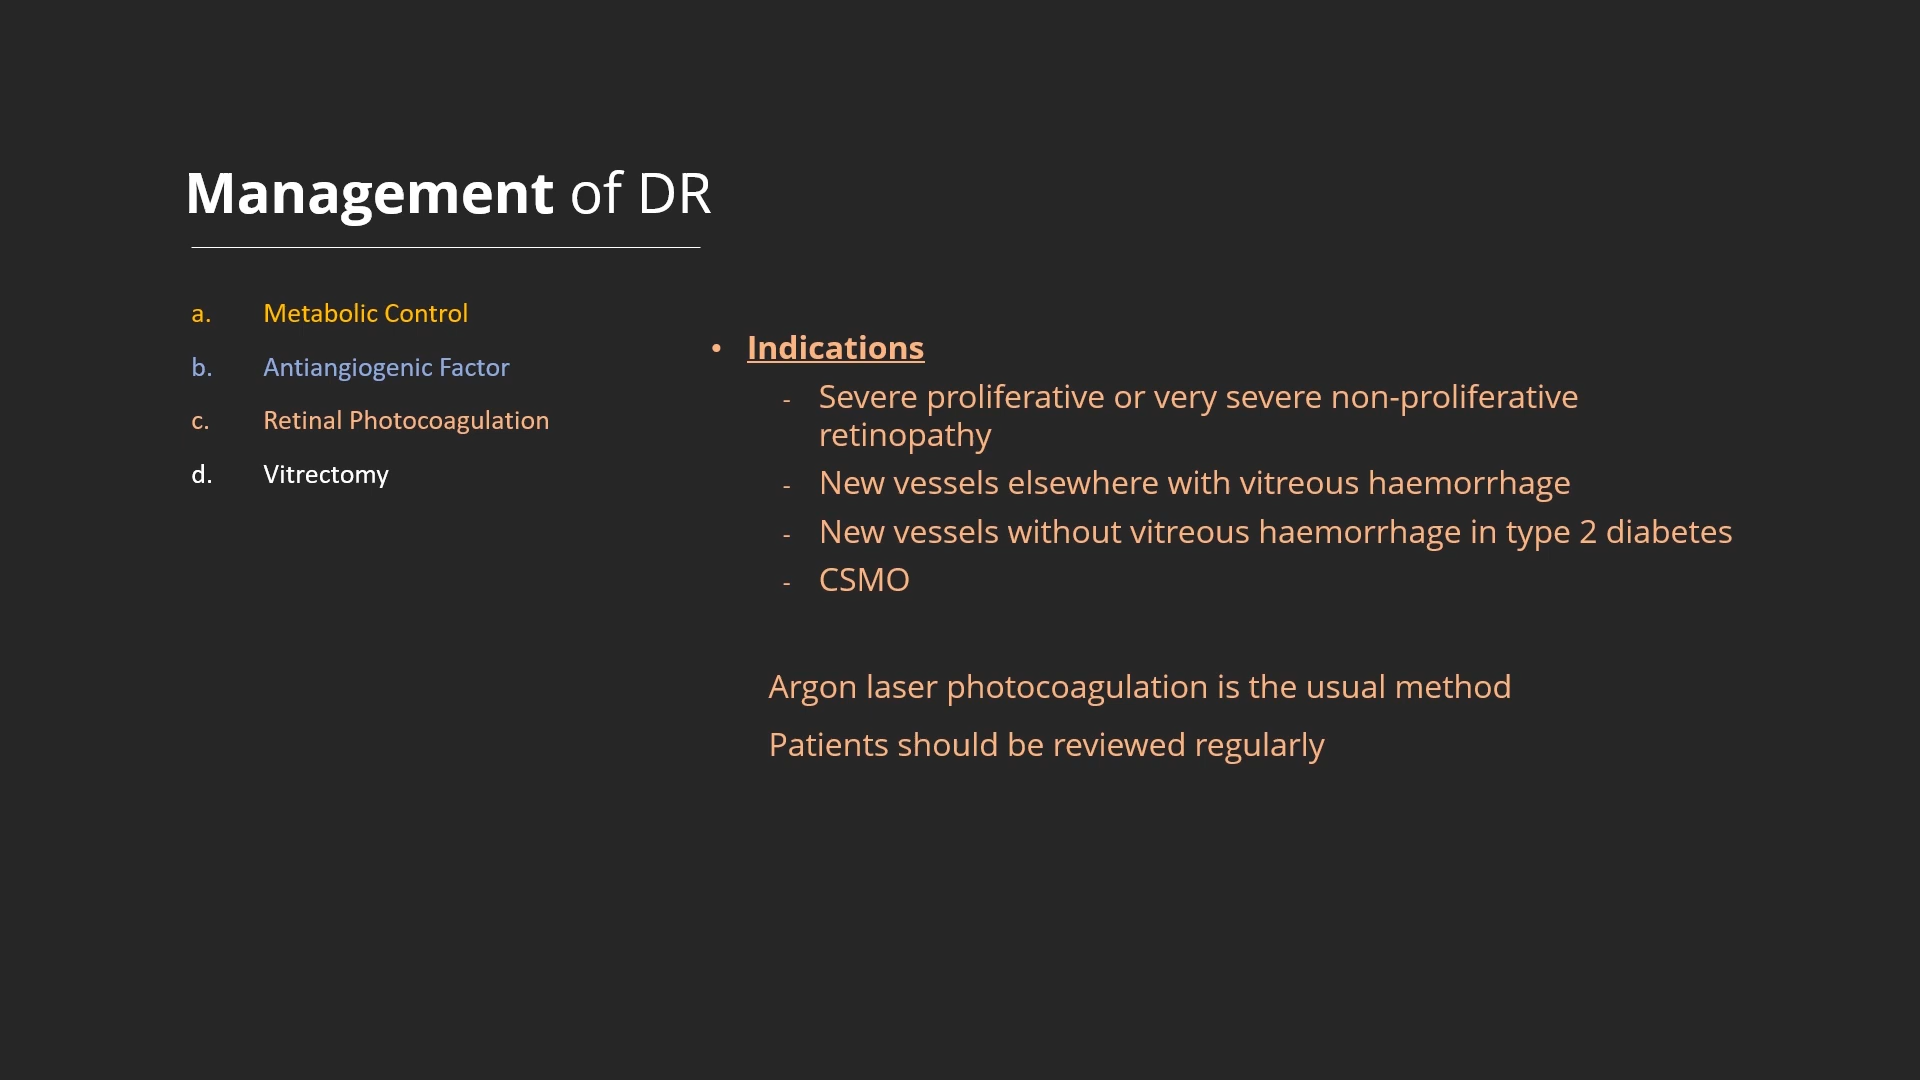 Management of DR
a. Metabolic Control
b. Antiangiogenic Factor
c. Retinal Photocoagulation
d. Vitrectomy
• Indications
- Severe proliferative or very severe non-proliferative
retinopathy
- New vessels elsewhere with vitreous haemorrhage
- New vessels without vitreous haemorrhage in type 2 diabetes
- CSMO
Argon laser photocoagulation is the usual method
Patients should be reviewed regularly